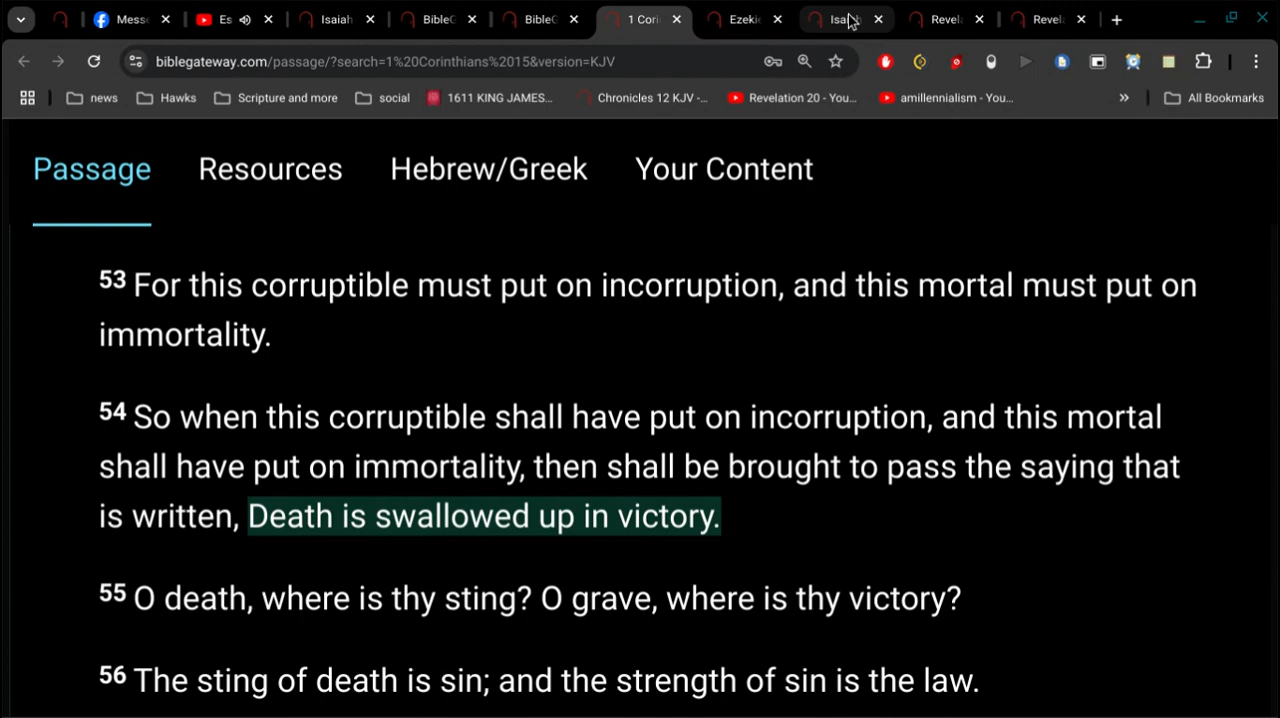 Mess
Es
Isaiah
BibleG
BibleG
1 Cori
Ezekie
Isaiah
Revela
Revela
biblegateway.com/passage/?search=1%20Corinthians%2015&version=KJV
news
Hawks
Scripture and more
social
1611 KING JAMES...
Chronicles 12 KJV -...
Revelation 20 - You...
amillennialism - You...
»
All Bookmarks
Passage
Resources
Hebrew/Greek
Your Content
53 For this corruptible must put on incorruption, and this mortal must put on
immortality.
54 So when this corruptible shall have put on incorruption, and this mortal
shall have put on immortality, then shall be brought to pass the saying that
is written, Death is swallowed up in victory.
55 O death, where is thy sting? O grave, where is thy victory?
56 The sting of death is sin; and the strength of sin is the law.